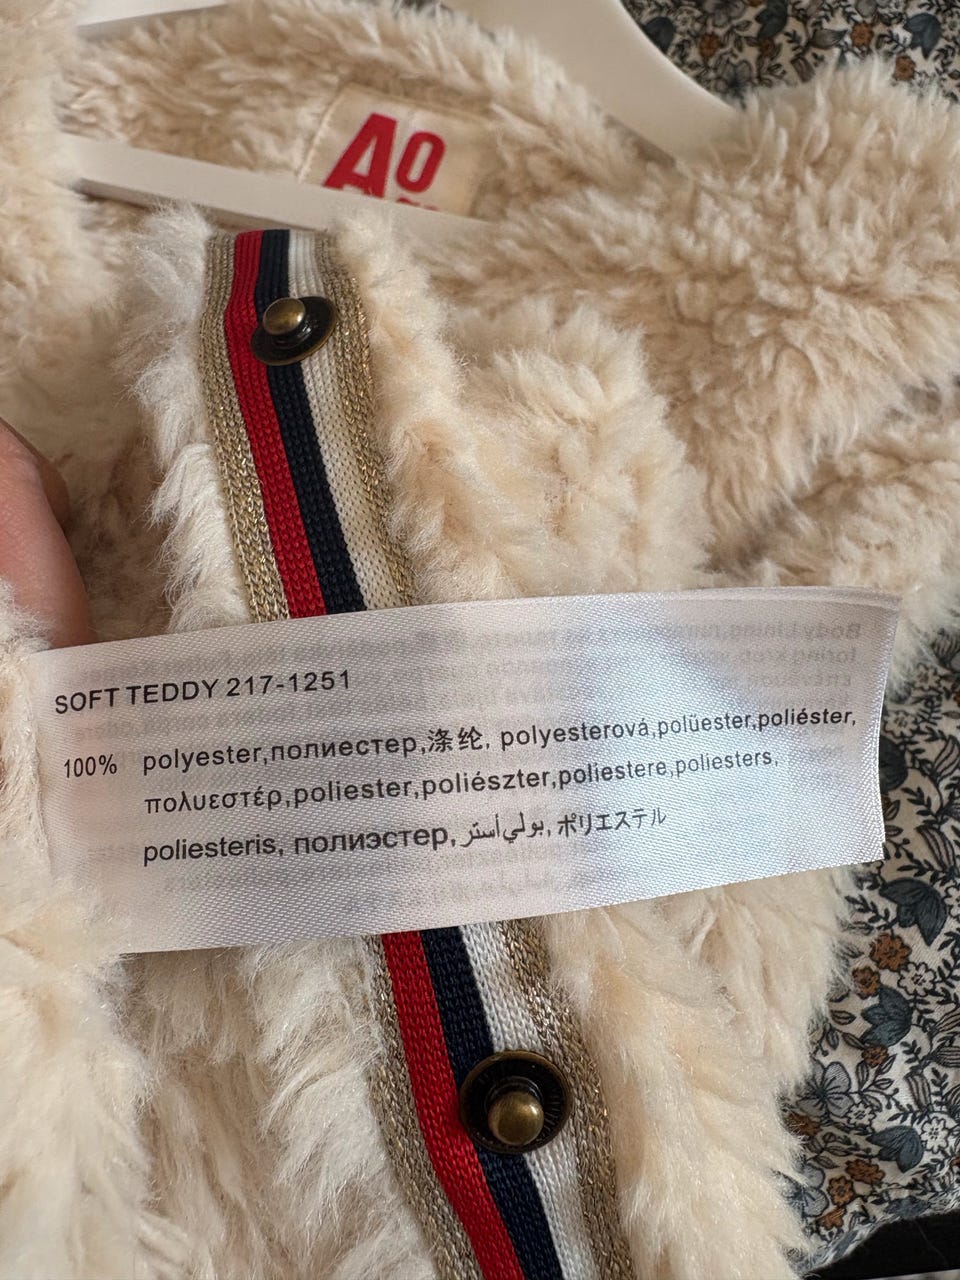 AO
SOFT TEDDY 217-1251
100% polyester,полиестер,涤纶, polyesterová,polüester,poliéster,
πολυεστέρ,poliester,poliészter,poliestere,poliesters,
poliesteris, полиэстер, بولي أستر, ポリエステル